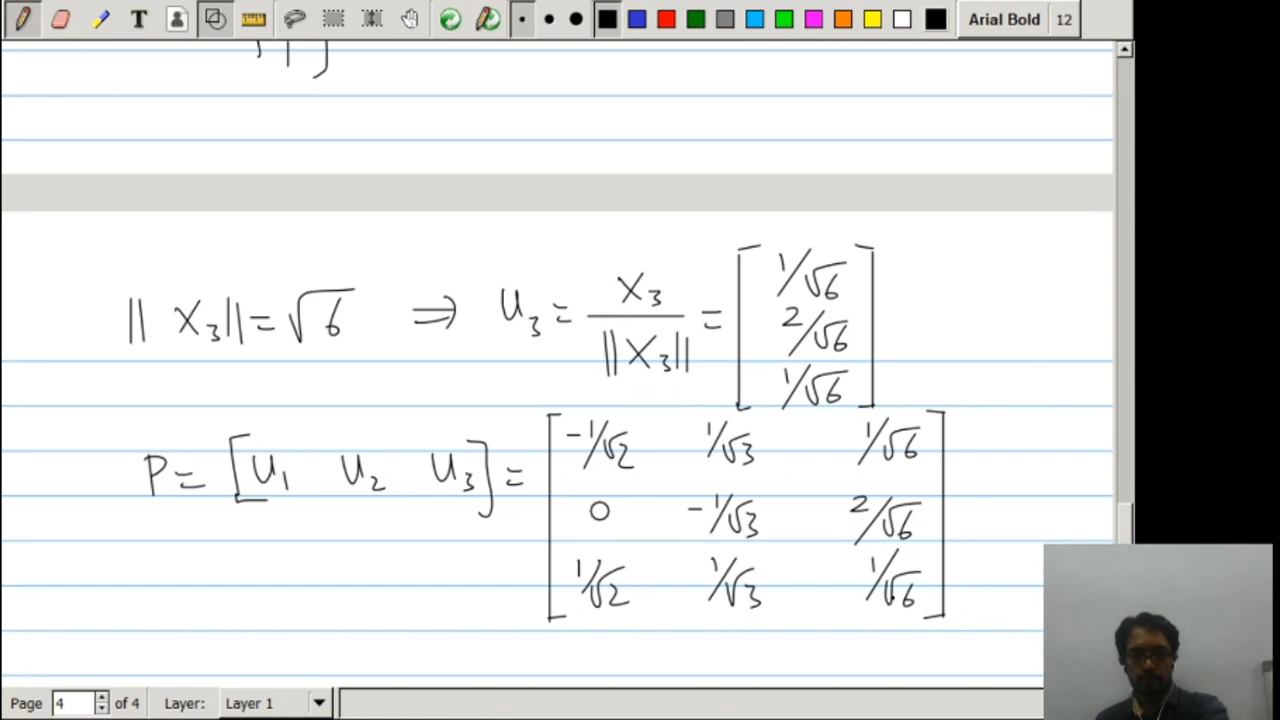 T Arial Bold 12
|| X₃|| = √6 ⇒ U₃ = X₃ / ||X₃|| = [ 1/√6
2/√6
1/√6 ]
P = [U₁ U₂ U₃] = [ -1/√2 1/√3 1/√6
0 -1/√3 2/√6
1/√2 1/√3 1/√6 ]
Page 4 of 4 Layer: Layer 1